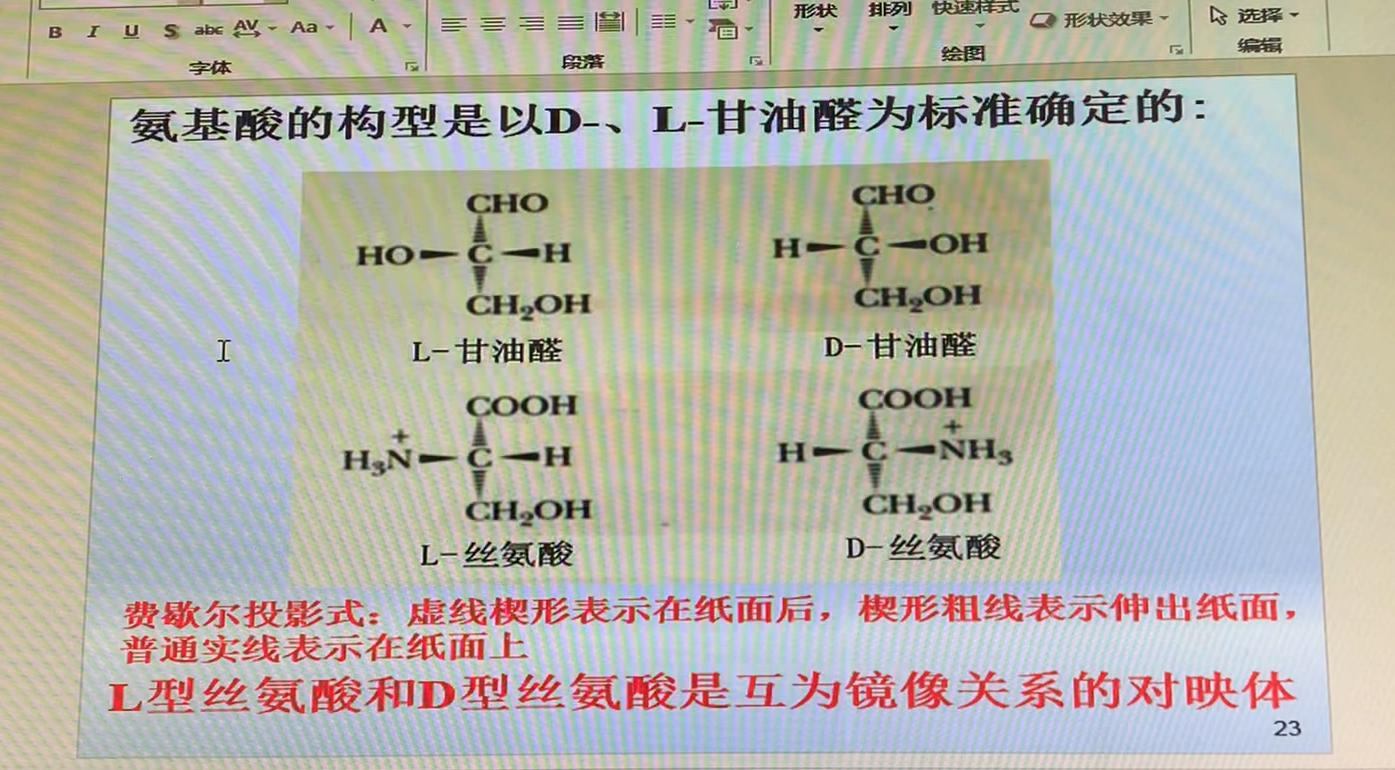 形状 排列 快速样式
B I U S abc AV Aa A 形状效果 选择
字体 段落 绘图 编辑
氨基酸的构型是以D-、L-甘油醛为标准确定的：
CHO CHO
HO C H H C OH
CH₂OH CH₂OH
L-甘油醛 D-甘油醛
COOH COOH
+ +
H₃N C H H C NH₃
CH₂OH CH₂OH
L-丝氨酸 D-丝氨酸
费歇尔投影式：虚线楔形表示在纸面后，楔形粗线表示伸出纸面，
普通实线表示在纸面上
L型丝氨酸和D型丝氨酸是互为镜像关系的对映体
23